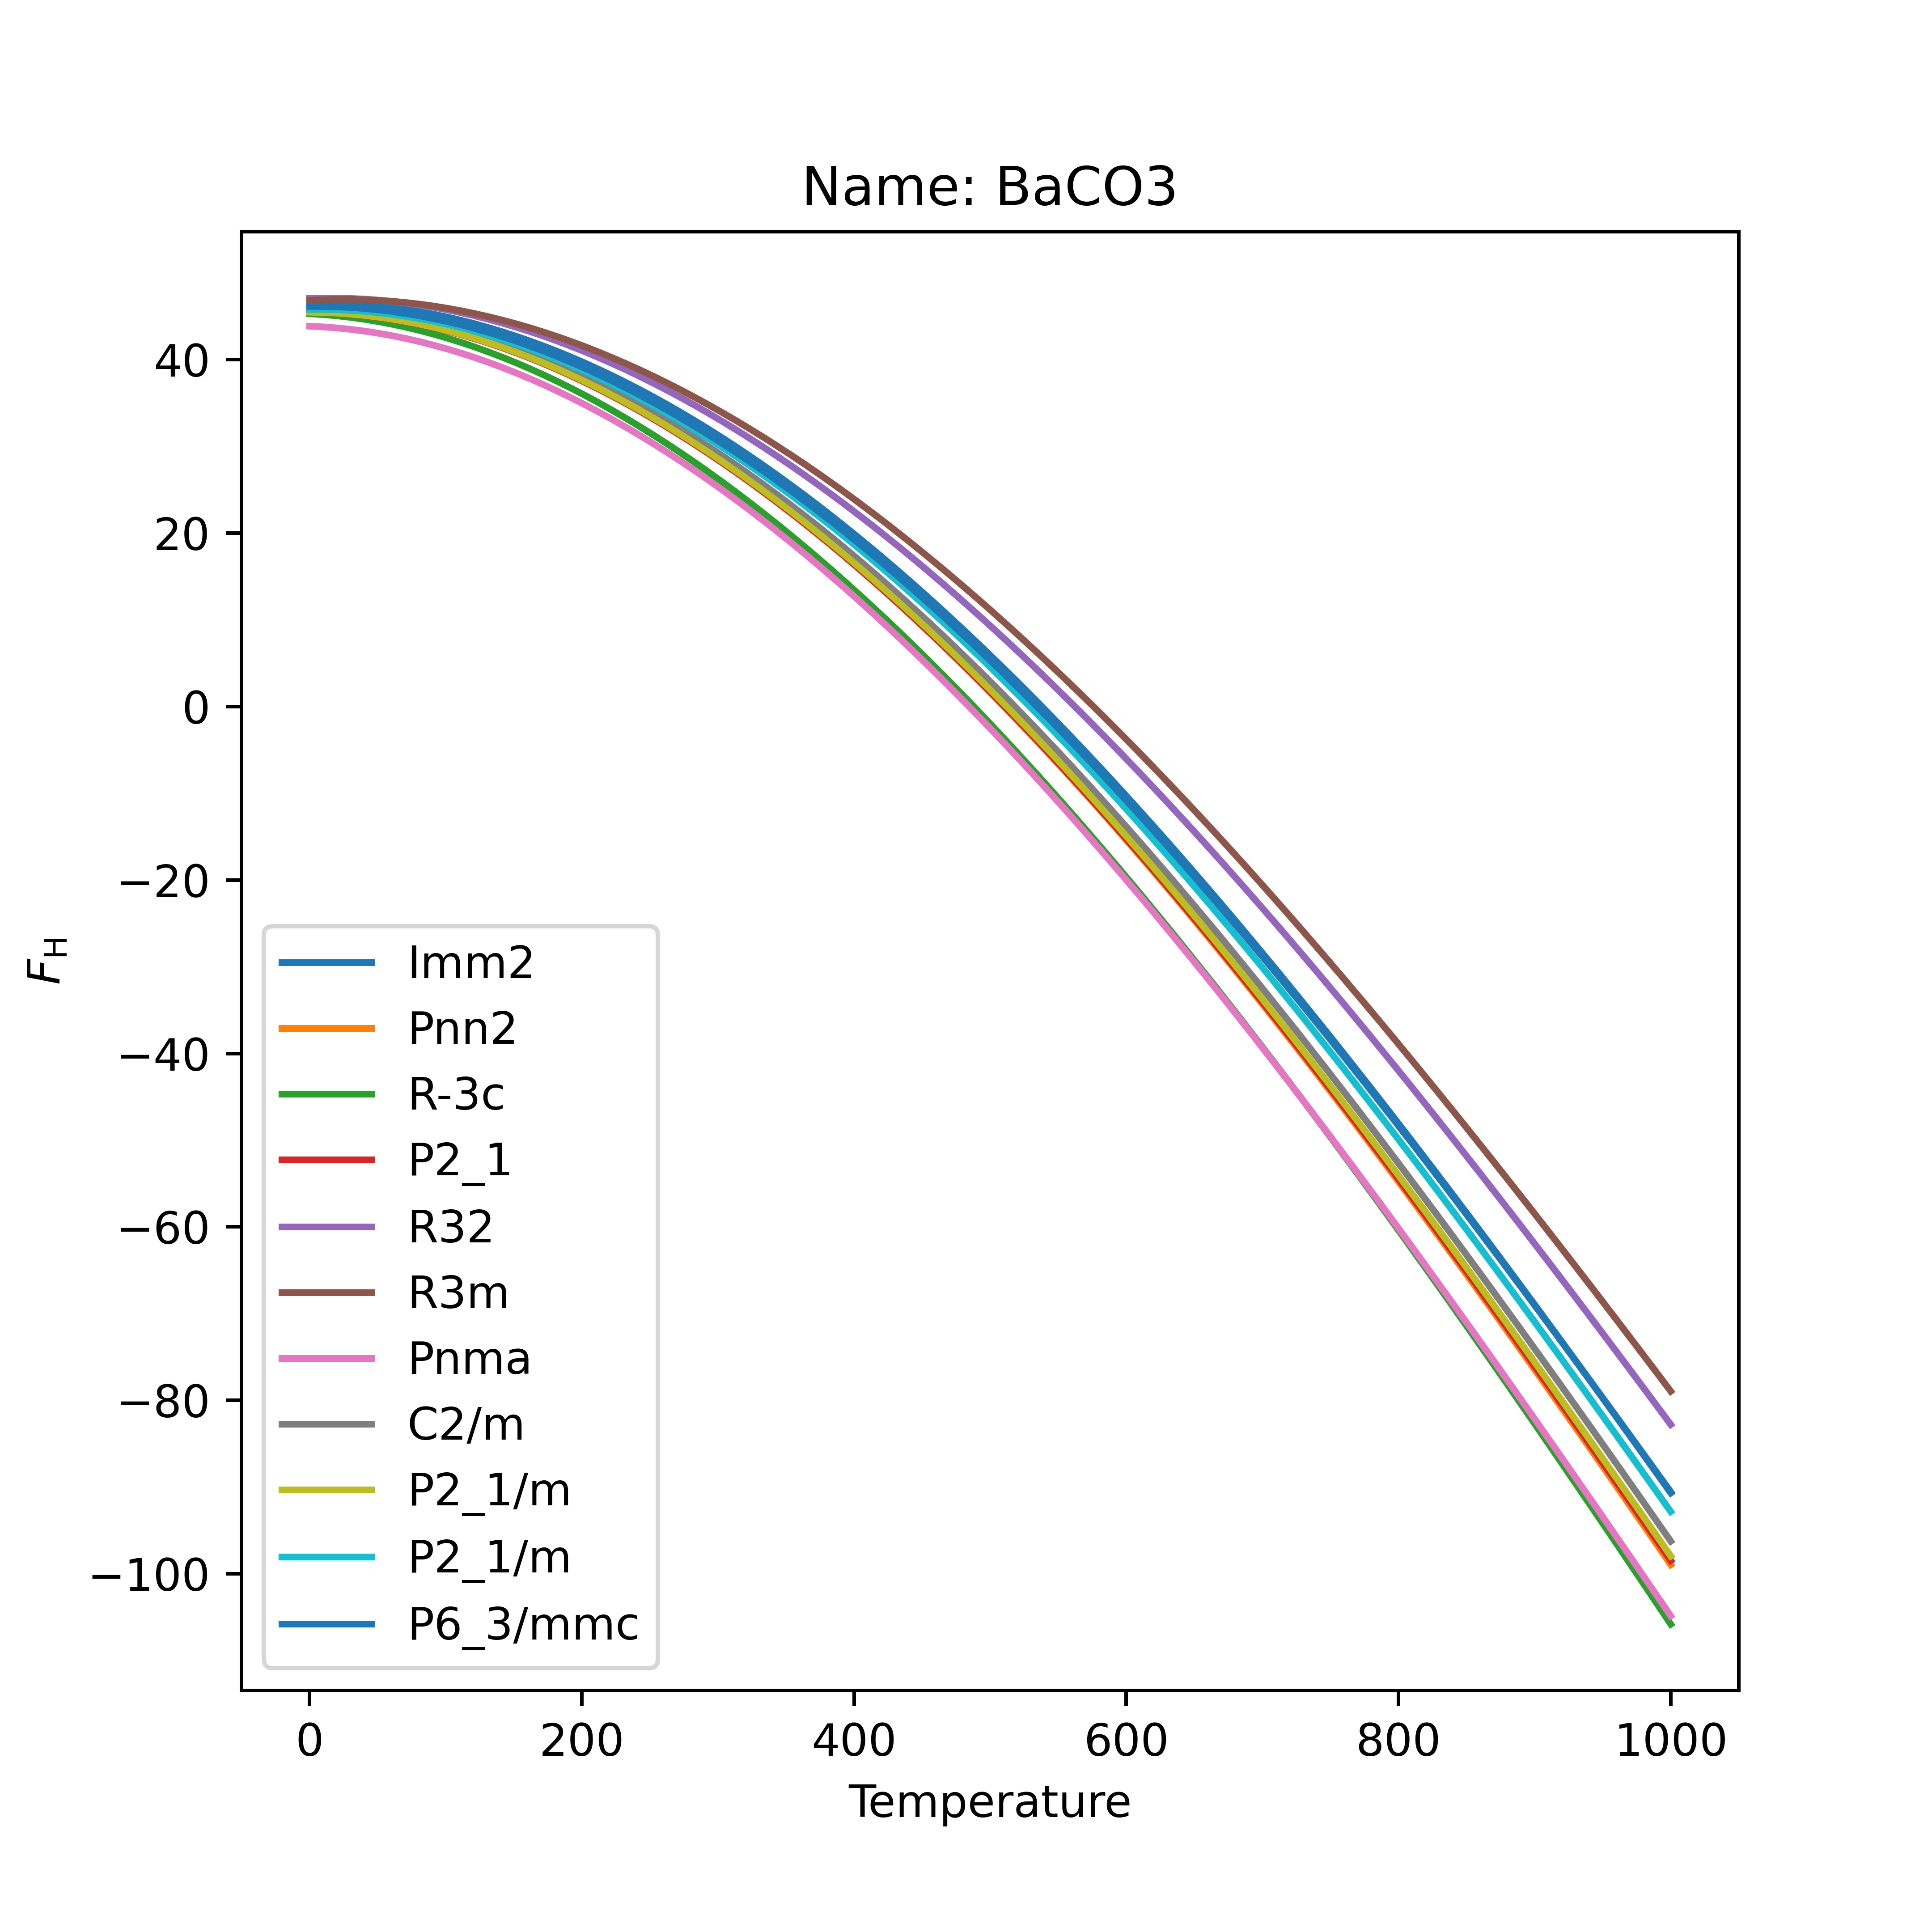 Name: BaCO3
40
20
0
−20
−40
−60
−80
−100
F_H
Imm2
Pnn2
R-3c
P2_1
R32
R3m
Pnma
C2/m
P2_1/m
P2_1/m
P6_3/mmc
0 200 400 600 800 1000
Temperature